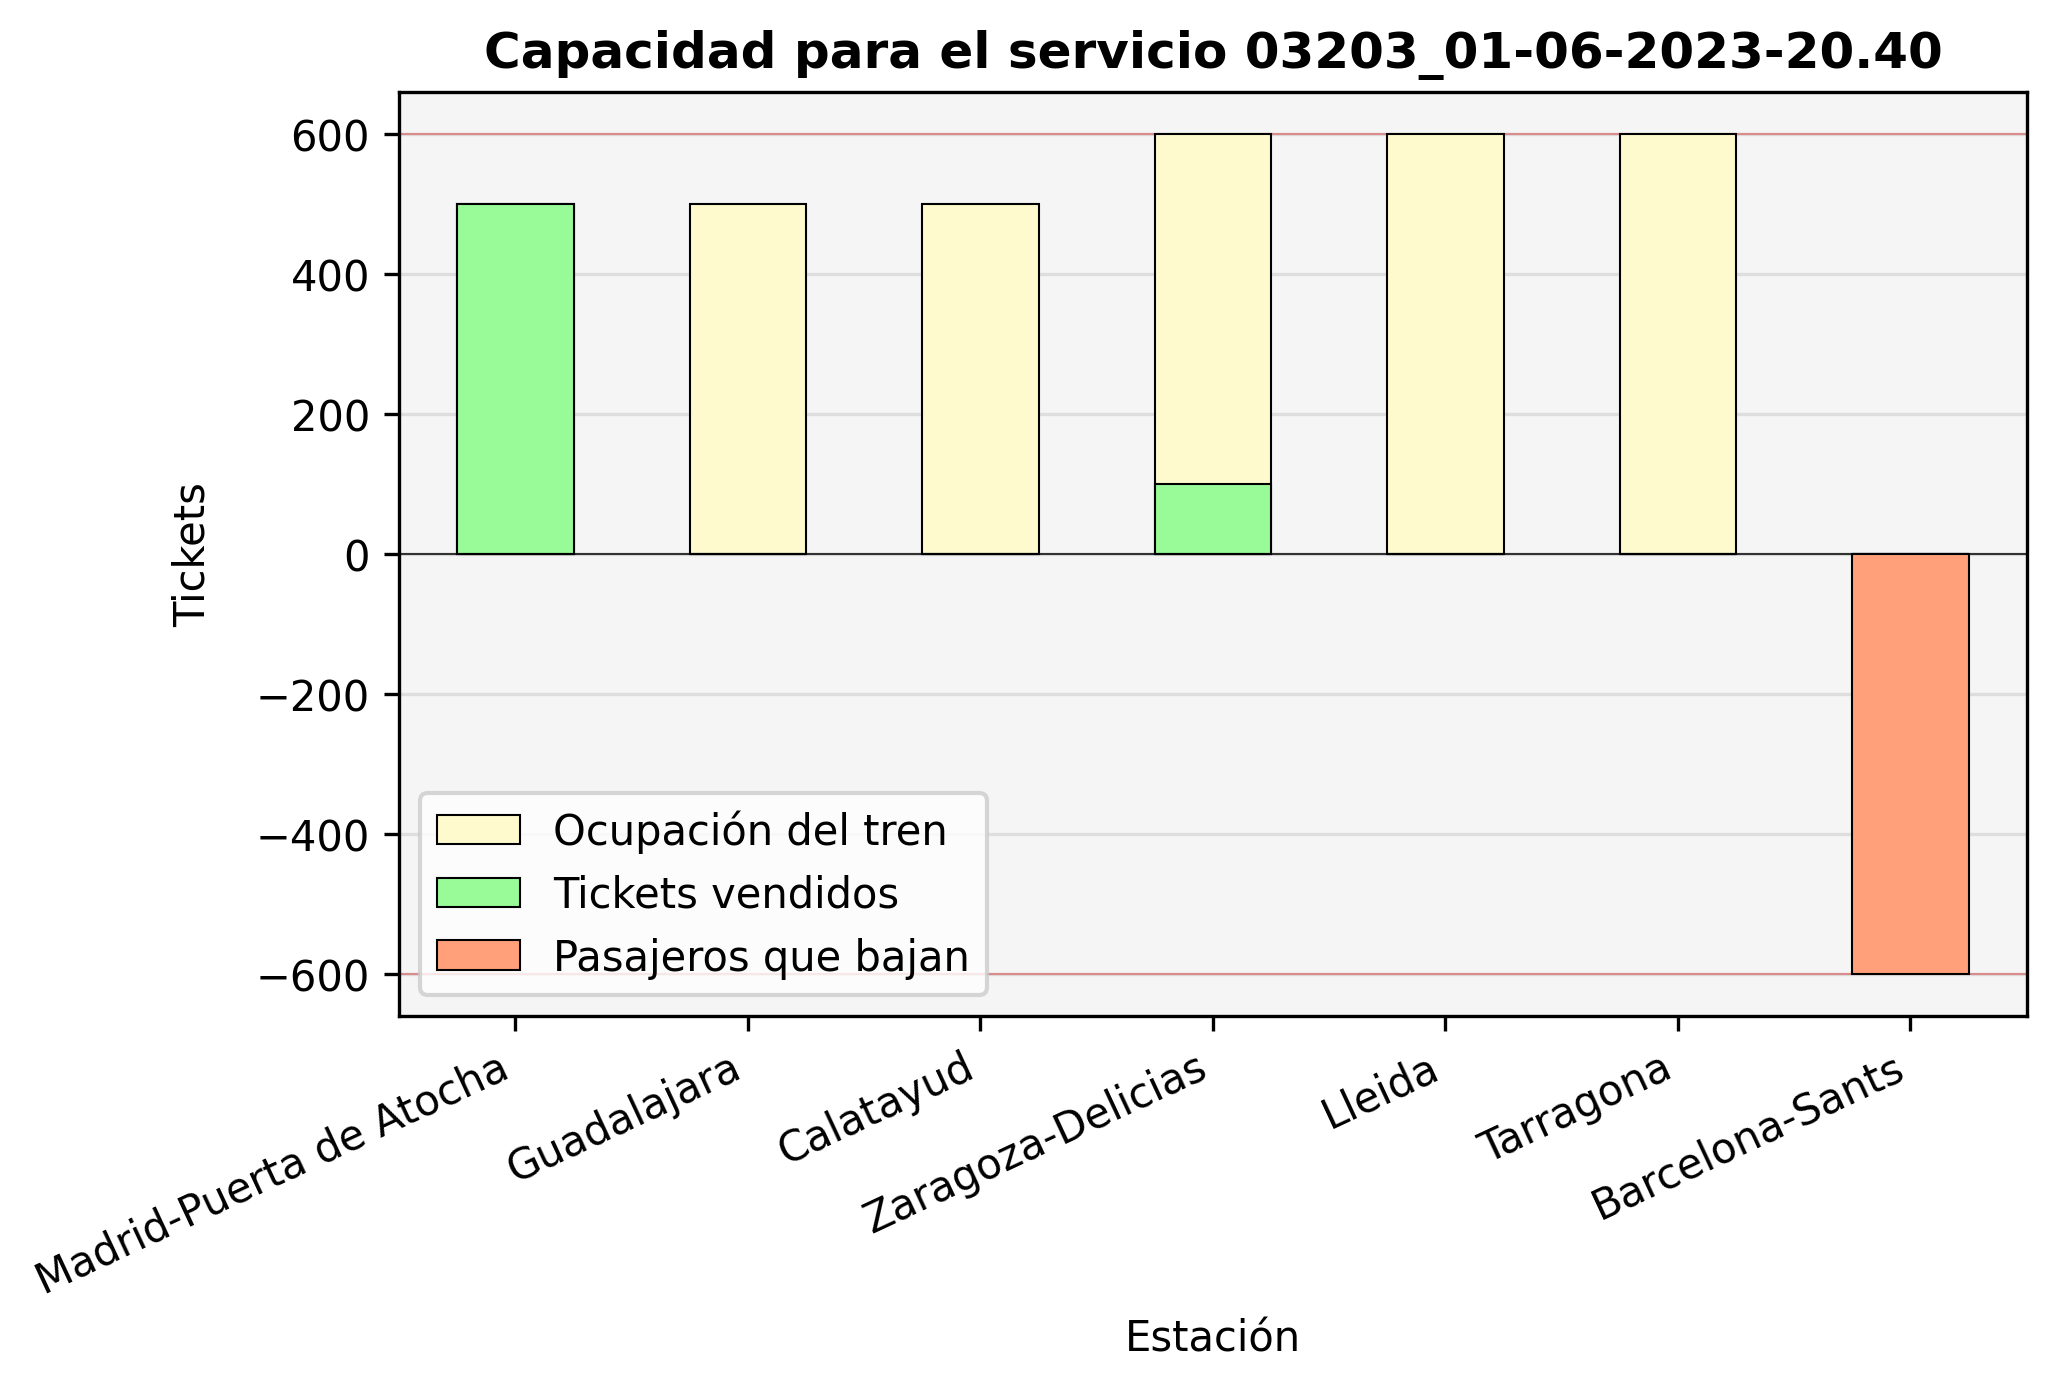 Capacidad para el servicio 03203_01-06-2023-20.40
600
400
200
0
−200
−400
−600
Tickets
Ocupación del tren
Tickets vendidos
Pasajeros que bajan
Madrid-Puerta de Atocha
Guadalajara
Calatayud
Zaragoza-Delicias
Lleida
Tarragona
Barcelona-Sants
Estación